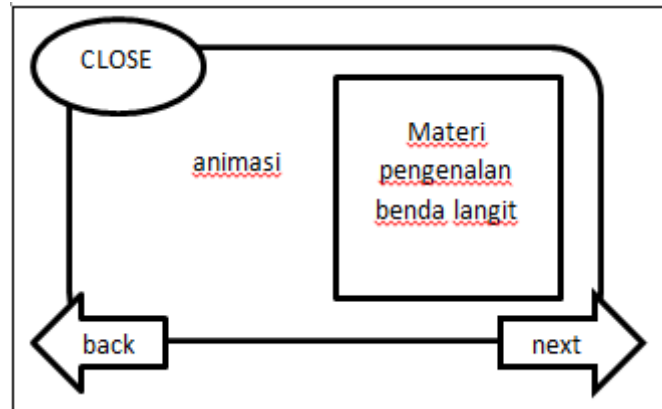 CLOSE
animasi
Materi
pengenalan
benda langit
back
next